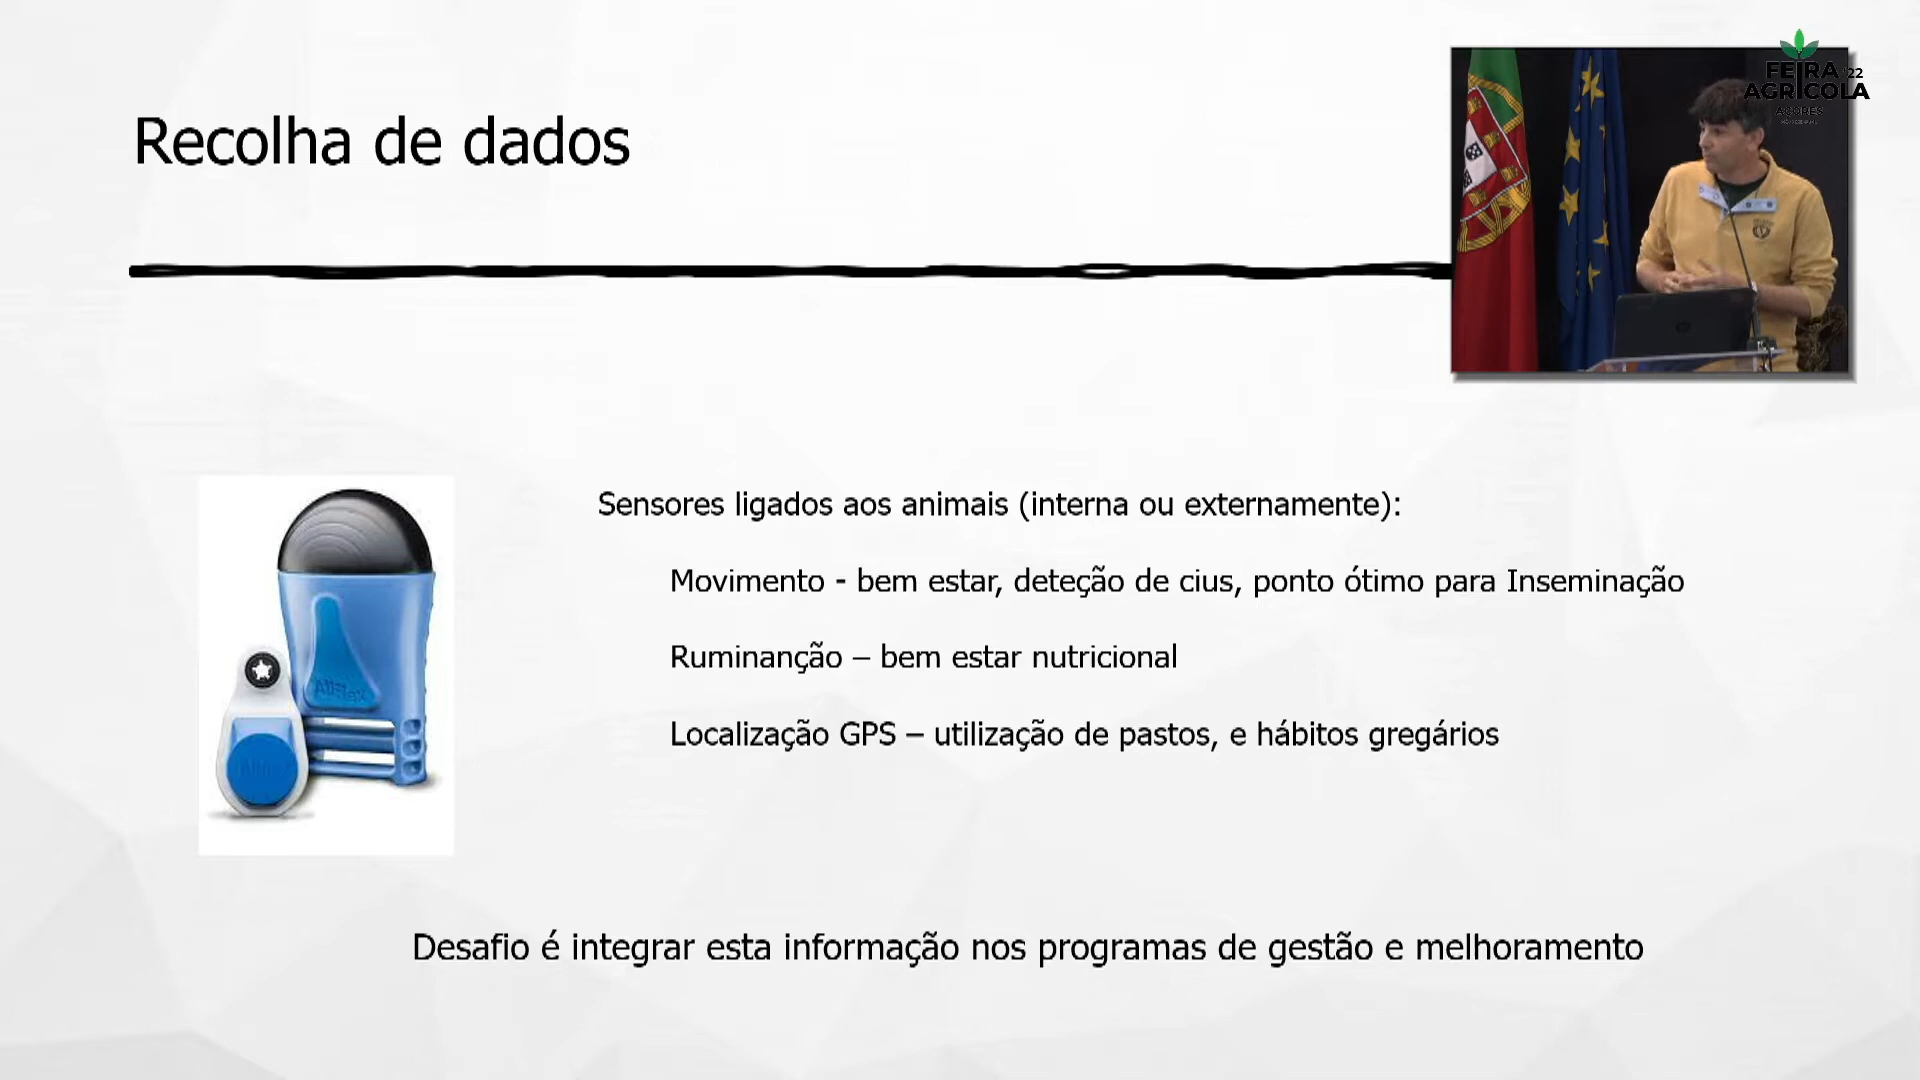 FEIRA '22
AGRÍCOLA
AÇORES
Recolha de dados
Sensores ligados aos animais (interna ou externamente):
Movimento - bem estar, deteção de cius, ponto ótimo para Inseminação
Ruminanção – bem estar nutricional
Localização GPS – utilização de pastos, e hábitos gregários
Allflex
Desafio é integrar esta informação nos programas de gestão e melhoramento